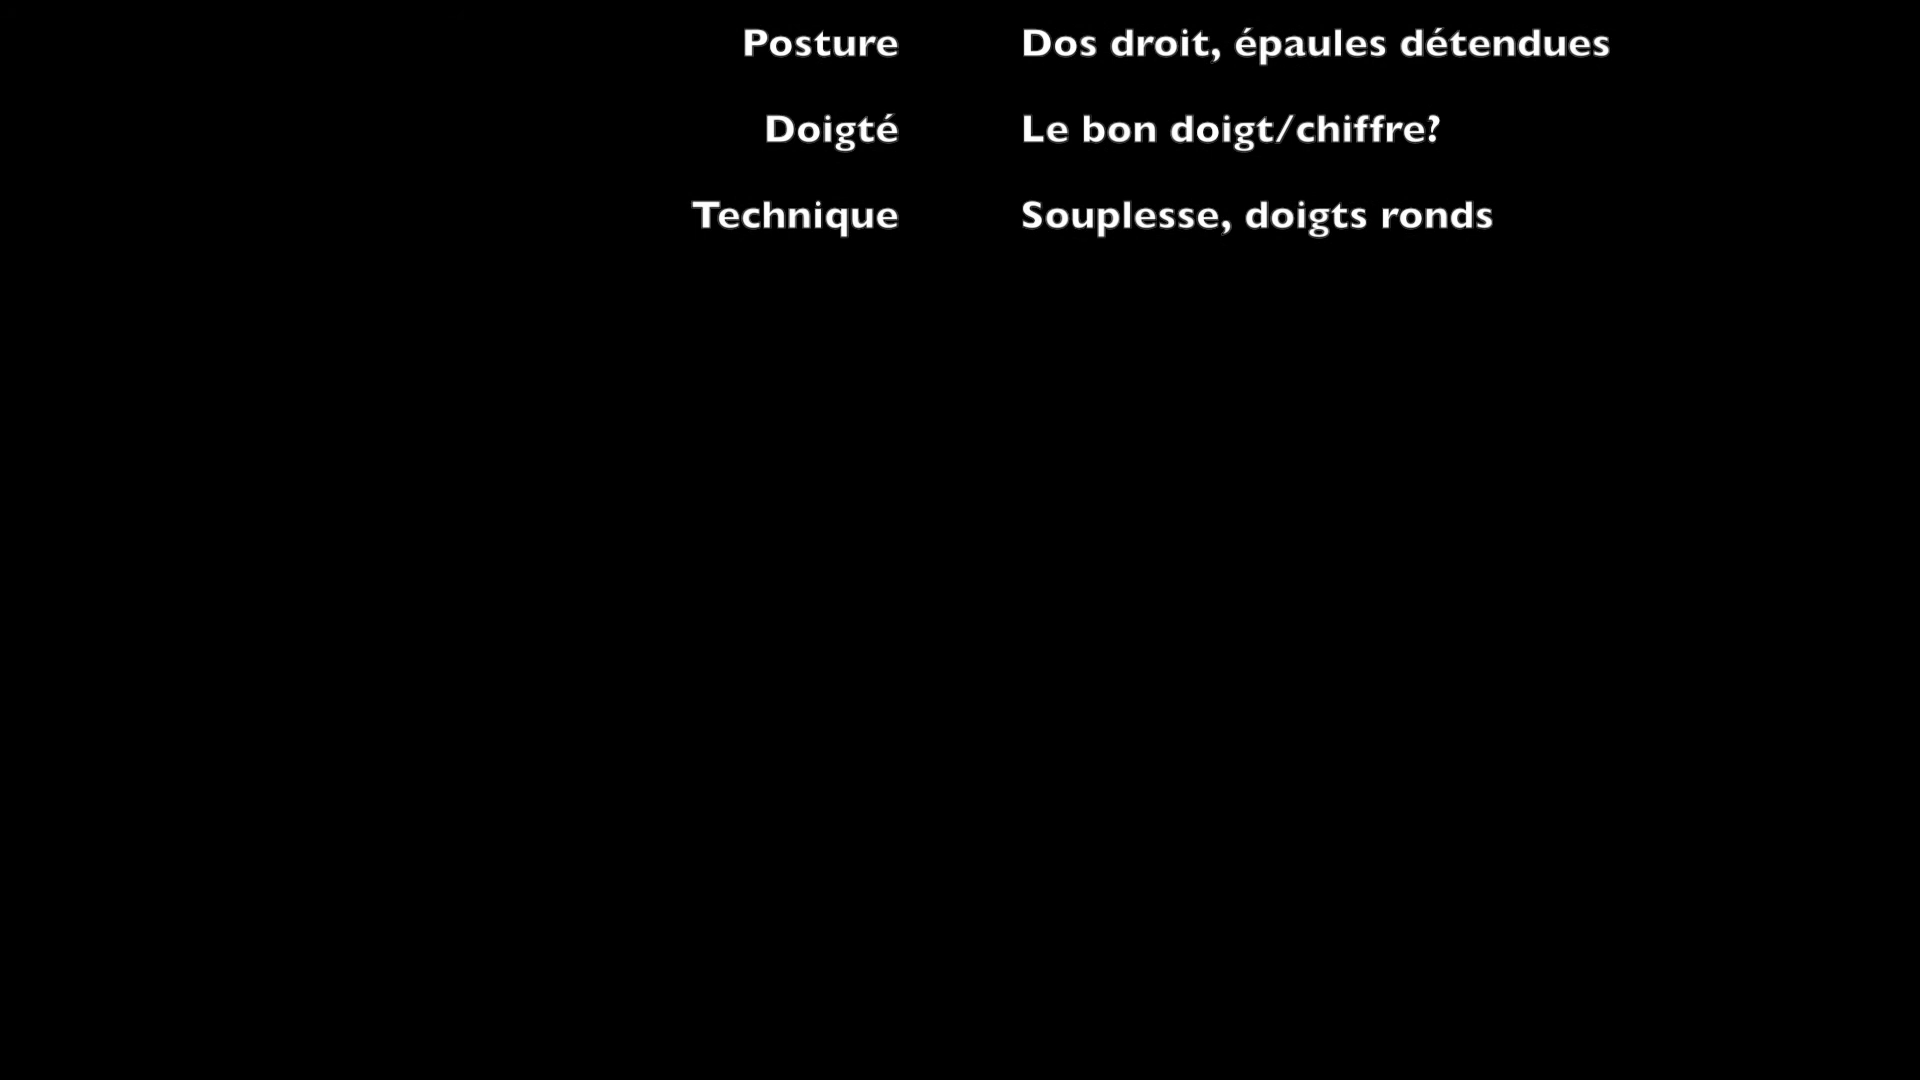 Posture Dos droit, épaules détendues
Doigté Le bon doigt/chiffre?
Technique Souplesse, doigts ronds